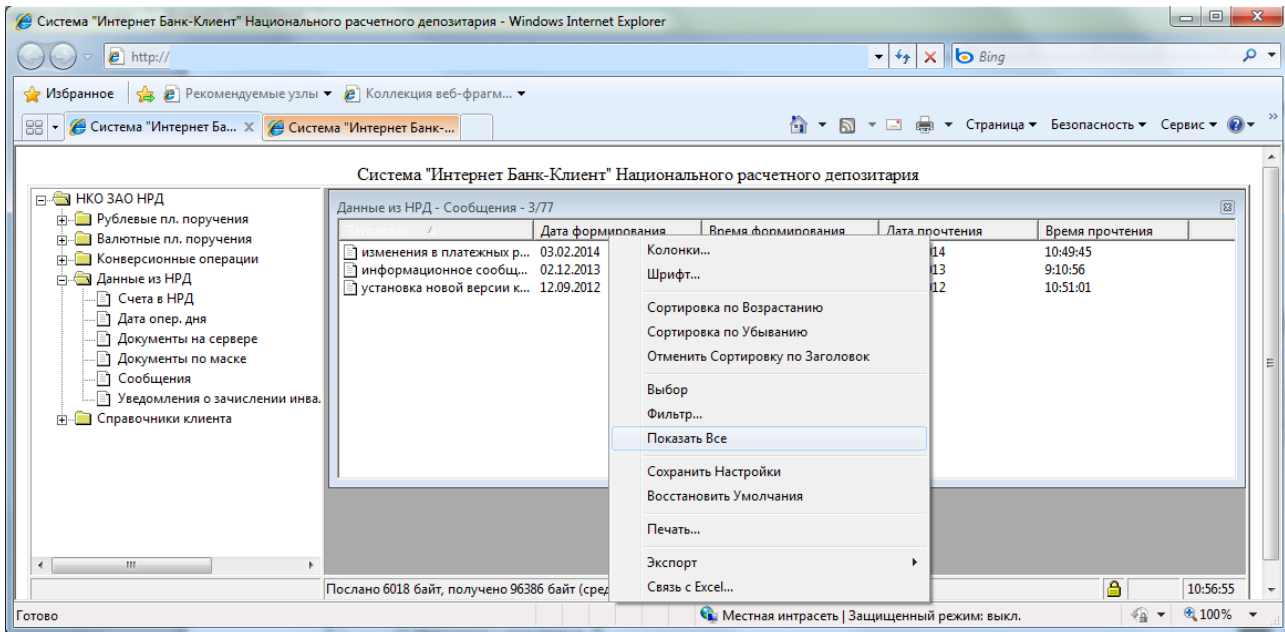 Система "Интернет Банк-Клиент" Национального расчетного депозитария - Windows Internet Explorer
http://
Bing
Избранное Рекомендуемые узлы Коллекция веб-фрагм...
Система "Интернет Ба... Система "Интернет Банк-... Страница Безопасность Сервис
Система "Интернет Банк-Клиент" Национального расчетного депозитария
НКО ЗАО НРД
Рублевые пл. поручения
Валютные пл. поручения
Конверсионные операции
Данные из НРД
Счета в НРД
Дата опер. дня
Документы на сервере
Документы по маске
Сообщения
Уведомления о зачислении инва.
Справочники клиента
Данные из НРД - Сообщения - 3/77
Заголовок Дата формирования Время формирования Дата прочтения Время прочтения
изменения в платежных р... 03.02.2014 14 10:49:45
информационное сообщ... 02.12.2013 13 9:10:56
установка новой версии к... 12.09.2012 12 10:51:01
Колонки...
Шрифт...
Сортировка по Возрастанию
Сортировка по Убыванию
Отменить Сортировку по Заголовок
Выбор
Фильтр...
Показать Все
Сохранить Настройки
Восстановить Умолчания
Печать...
Экспорт
Связь с Excel...
Послано 6018 байт, получено 96386 байт (сред 10:56:55
Готово Местная интрасеть | Защищенный режим: выкл. 100%